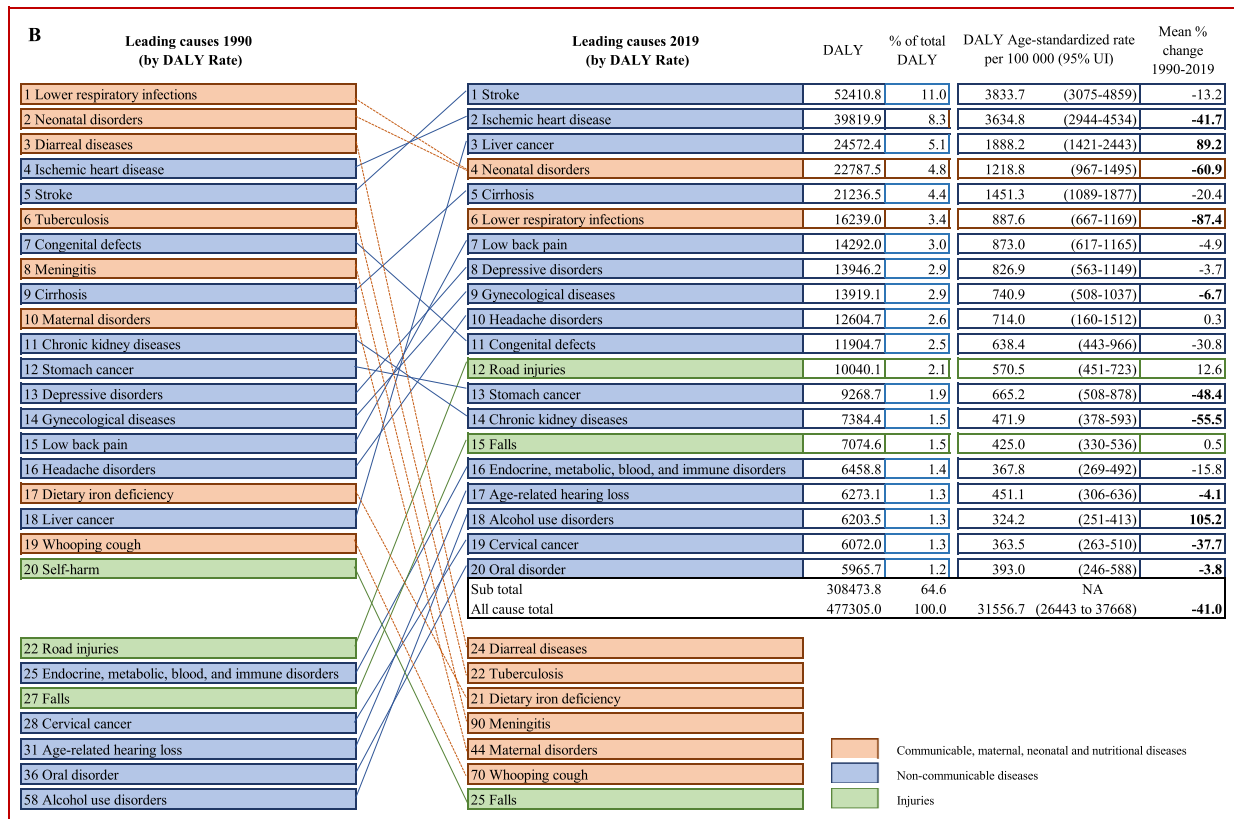 B
Leading causes 1990
(by DALY Rate)
Leading causes 2019
(by DALY Rate)
DALY
% of total
DALY
DALY Age-standardized rate
per 100 000 (95% UI)
Mean %
change
1990-2019
1 Lower respiratory infections
2 Neonatal disorders
3 Diarreal diseases
4 Ischemic heart disease
5 Stroke
6 Tuberculosis
7 Congenital defects
8 Meningitis
9 Cirrhosis
10 Maternal disorders
11 Chronic kidney diseases
12 Stomach cancer
13 Depressive disorders
14 Gynecological diseases
15 Low back pain
16 Headache disorders
17 Dietary iron deficiency
18 Liver cancer
19 Whooping cough
20 Self-harm
22 Road injuries
25 Endocrine, metabolic, blood, and immune disorders
27 Falls
28 Cervical cancer
31 Age-related hearing loss
36 Oral disorder
58 Alcohol use disorders
1 Stroke 52410.8 11.0 3833.7 (3075-4859) -13.2
2 Ischemic heart disease 39819.9 8.3 3634.8 (2944-4534) -41.7
3 Liver cancer 24572.4 5.1 1888.2 (1421-2443) 89.2
4 Neonatal disorders 22787.5 4.8 1218.8 (967-1495) -60.9
5 Cirrhosis 21236.5 4.4 1451.3 (1089-1877) -20.4
6 Lower respiratory infections 16239.0 3.4 887.6 (667-1169) -87.4
7 Low back pain 14292.0 3.0 873.0 (617-1165) -4.9
8 Depressive disorders 13946.2 2.9 826.9 (563-1149) -3.7
9 Gynecological diseases 13919.1 2.9 740.9 (508-1037) -6.7
10 Headache disorders 12604.7 2.6 714.0 (160-1512) 0.3
11 Congenital defects 11904.7 2.5 638.4 (443-966) -30.8
12 Road injuries 10040.1 2.1 570.5 (451-723) 12.6
13 Stomach cancer 9268.7 1.9 665.2 (508-878) -48.4
14 Chronic kidney diseases 7384.4 1.5 471.9 (378-593) -55.5
15 Falls 7074.6 1.5 425.0 (330-536) 0.5
16 Endocrine, metabolic, blood, and immune disorders 6458.8 1.4 367.8 (269-492) -15.8
17 Age-related hearing loss 6273.1 1.3 451.1 (306-636) -4.1
18 Alcohol use disorders 6203.5 1.3 324.2 (251-413) 105.2
19 Cervical cancer 6072.0 1.3 363.5 (263-510) -37.7
20 Oral disorder 5965.7 1.2 393.0 (246-588) -3.8
Sub total 308473.8 64.6 NA
All cause total 477305.0 100.0 31556.7 (26443 to 37668) -41.0
24 Diarreal diseases
22 Tuberculosis
21 Dietary iron deficiency
90 Meningitis
44 Maternal disorders
70 Whooping cough
25 Falls
Communicable, maternal, neonatal and nutritional diseases
Non-communicable diseases
Injuries